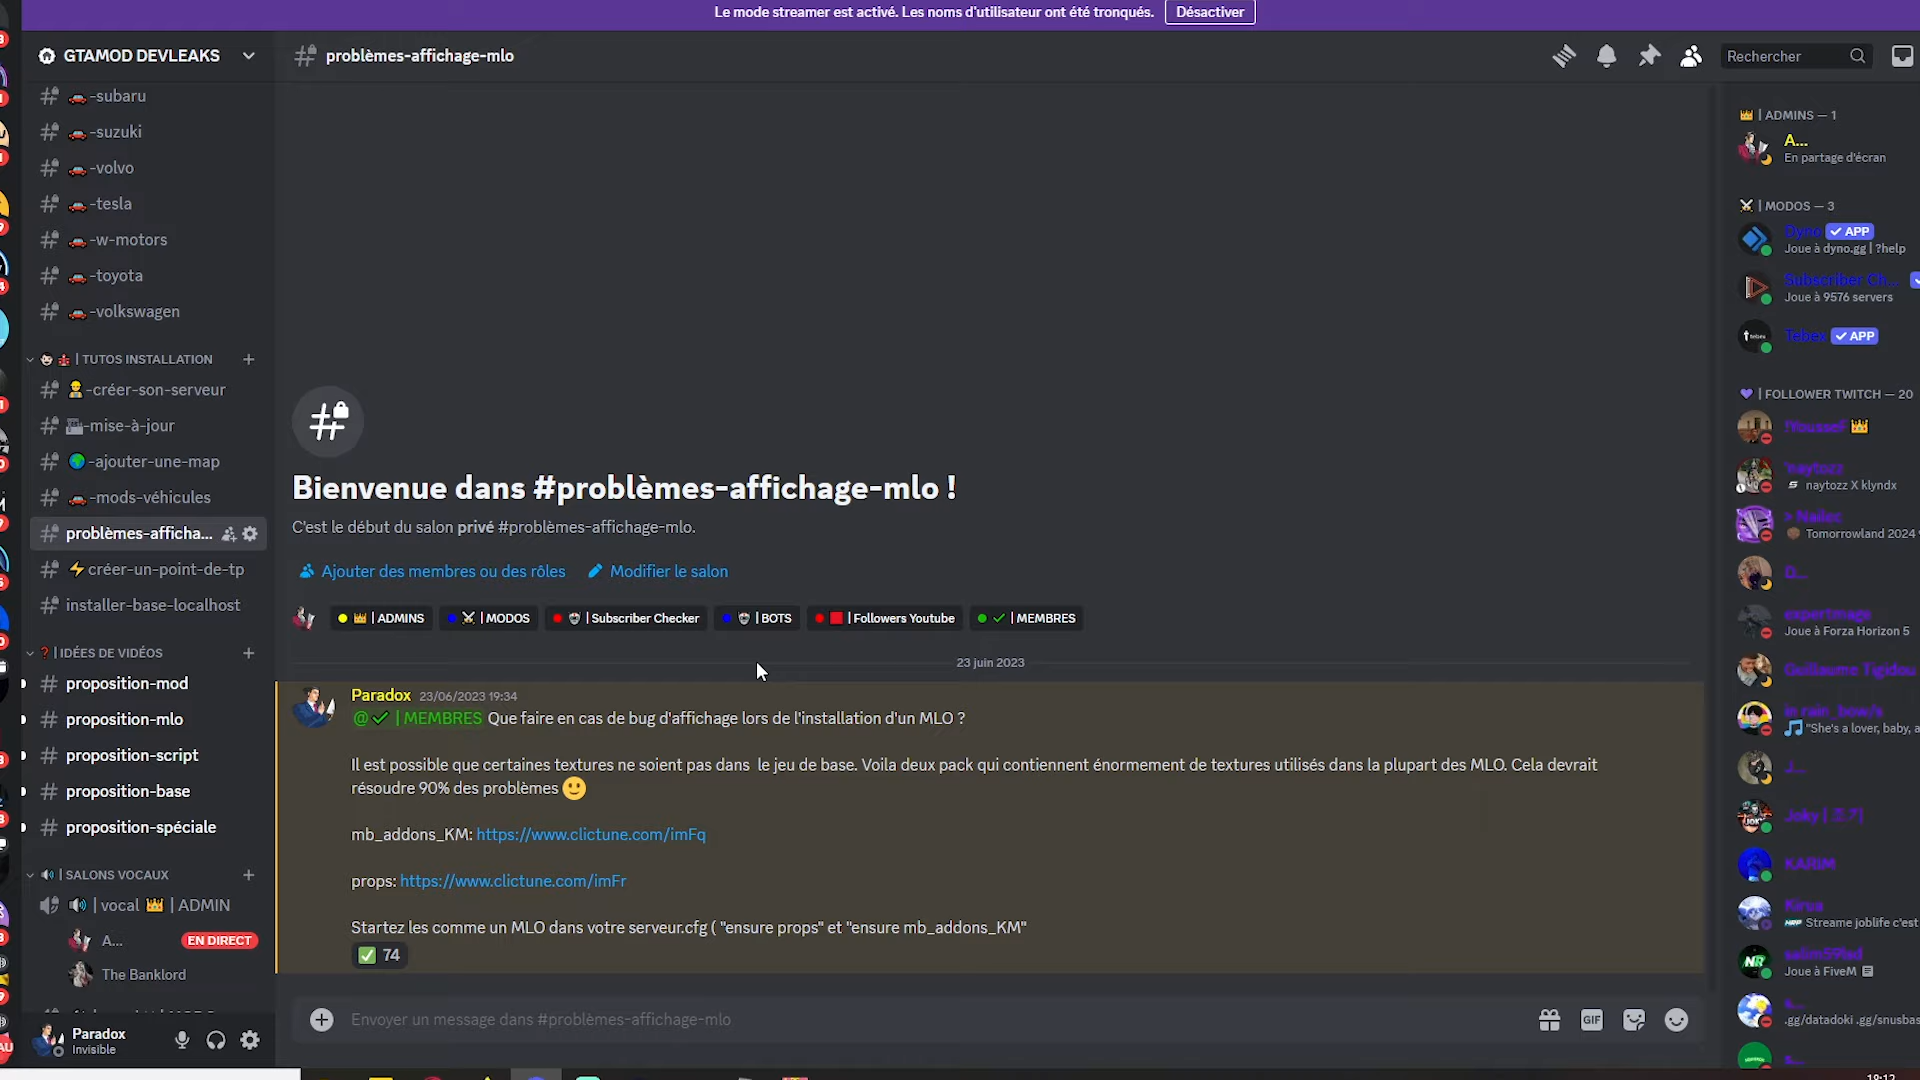 Le mode streamer est activé. Les noms d'utilisateur ont été tronqués. Désactiver
GTAMOD DEVLEAKS
problèmes-affichage-mlo
Rechercher
-subaru
-suzuki
-volvo
-tesla
-w-motors
-toyota
-volkswagen
| TUTOS INSTALLATION
-créer-son-serveur
-mise-à-jour
-ajouter-une-map
-mods-véhicules
problèmes-afficha...
créer-un-point-de-tp
installer-base-localhost
| IDÉES DE VIDÉOS
proposition-mod
proposition-mlo
proposition-script
proposition-base
proposition-spéciale
| SALONS VOCAUX
| vocal | ADMIN
A... EN DIRECT
The Banklord
Paradox
Invisible
Bienvenue dans #problèmes-affichage-mlo !
C'est le début du salon privé #problèmes-affichage-mlo.
Ajouter des membres ou des rôles Modifier le salon
| ADMINS | MODOS | Subscriber Checker | BOTS | Followers Youtube | MEMBRES
23 juin 2023
Paradox 23/06/2023 19:34
@✓ | MEMBRES Que faire en cas de bug d'affichage lors de l'installation d'un MLO ?
Il est possible que certaines textures ne soient pas dans le jeu de base. Voila deux pack qui contiennent énormement de textures utilisés dans la plupart des MLO. Cela devrait
résoudre 90% des problèmes
mb_addons_KM: https://www.clictune.com/imFq
props: https://www.clictune.com/imFr
Startez les comme un MLO dans votre serveur.cfg ( "ensure props" et "ensure mb_addons_KM"
74
Envoyer un message dans #problèmes-affichage-mlo
GIF
| ADMINS — 1
A...
En partage d'écran
| MODOS — 3
Dyno APP
Joue à dyno.gg | ?help
Subscriber Ch...
Joue à 9576 servers
Tebex APP
| FOLLOWER TWITCH — 20
!YousseF
'naytozz
naytozz X klyndx
> Nailec
Tomorrowland 2024
D...
expertmage
Joue à Forza Horizon 5
Guillaume Tigidou
in rain_bow/s
"She's a lover, baby, a
J...
Joky |
KARIM
Kirua
Streame joblife c'est
salim59lad
Joue à FiveM
s...
.gg/datadoki .gg/snusbas
s...
18:12